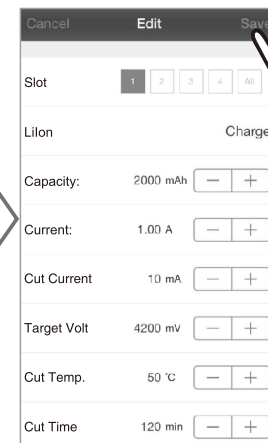 Cancel Edit Save
Slot 1 2 3 4 All
LiIon Charge
Capacity: 2000 mAh − +
Current: 1.00 A − +
Cut Current 10 mA − +
Target Volt 4200 mV − +
Cut Temp. 50 ℃ − +
Cut Time 120 min − +